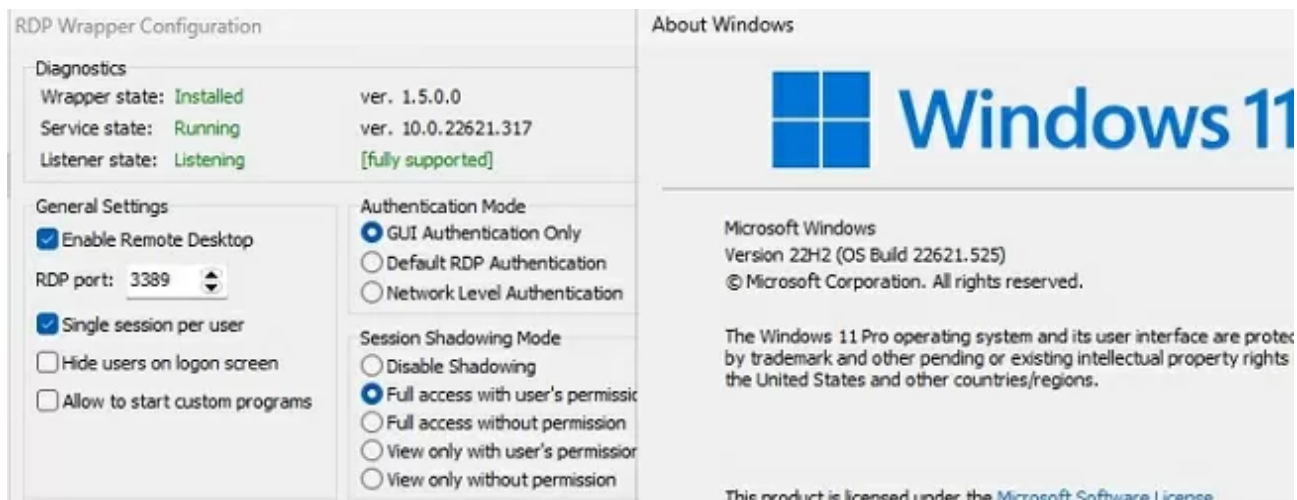 RDP Wrapper Configuration
Diagnostics
Wrapper state: Installed ver. 1.5.0.0
Service state: Running ver. 10.0.22621.317
Listener state: Listening [fully supported]
General Settings
Enable Remote Desktop
RDP port: 3389
Single session per user
Hide users on logon screen
Allow to start custom programs
Authentication Mode
GUI Authentication Only
Default RDP Authentication
Network Level Authentication
Session Shadowing Mode
Disable Shadowing
Full access with user's permissio
Full access without permission
View only with user's permission
View only without permission
About Windows
Windows 11
Microsoft Windows
Version 22H2 (OS Build 22621.525)
© Microsoft Corporation. All rights reserved.
The Windows 11 Pro operating system and its user interface are protec
by trademark and other pending or existing intellectual property rights
the United States and other countries/regions.
This product is licensed under the Microsoft Software License